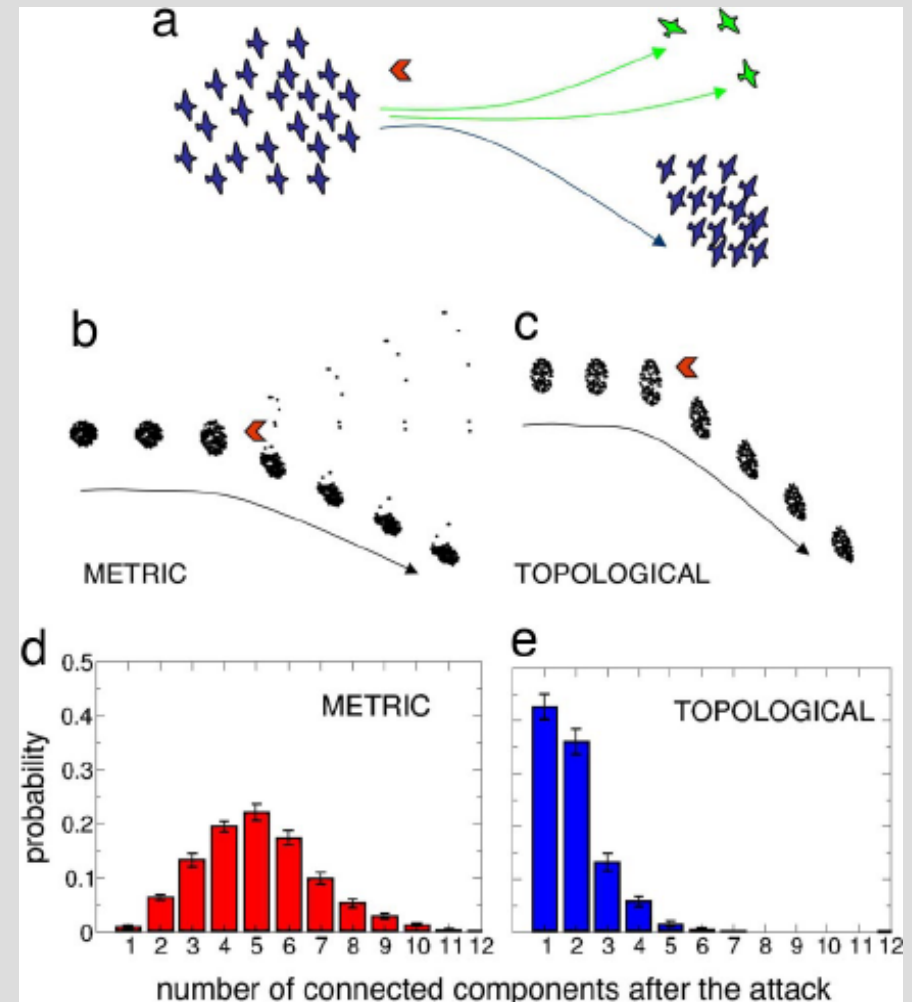 a
b
c
METRIC
TOPOLOGICAL
d
e
0.5
0.4
0.3
0.2
0.1
0
probability
METRIC
TOPOLOGICAL
1 2 3 4 5 6 7 8 9 10 11 12
1 2 3 4 5 6 7 8 9 10 11 12
number of connected components after the attack